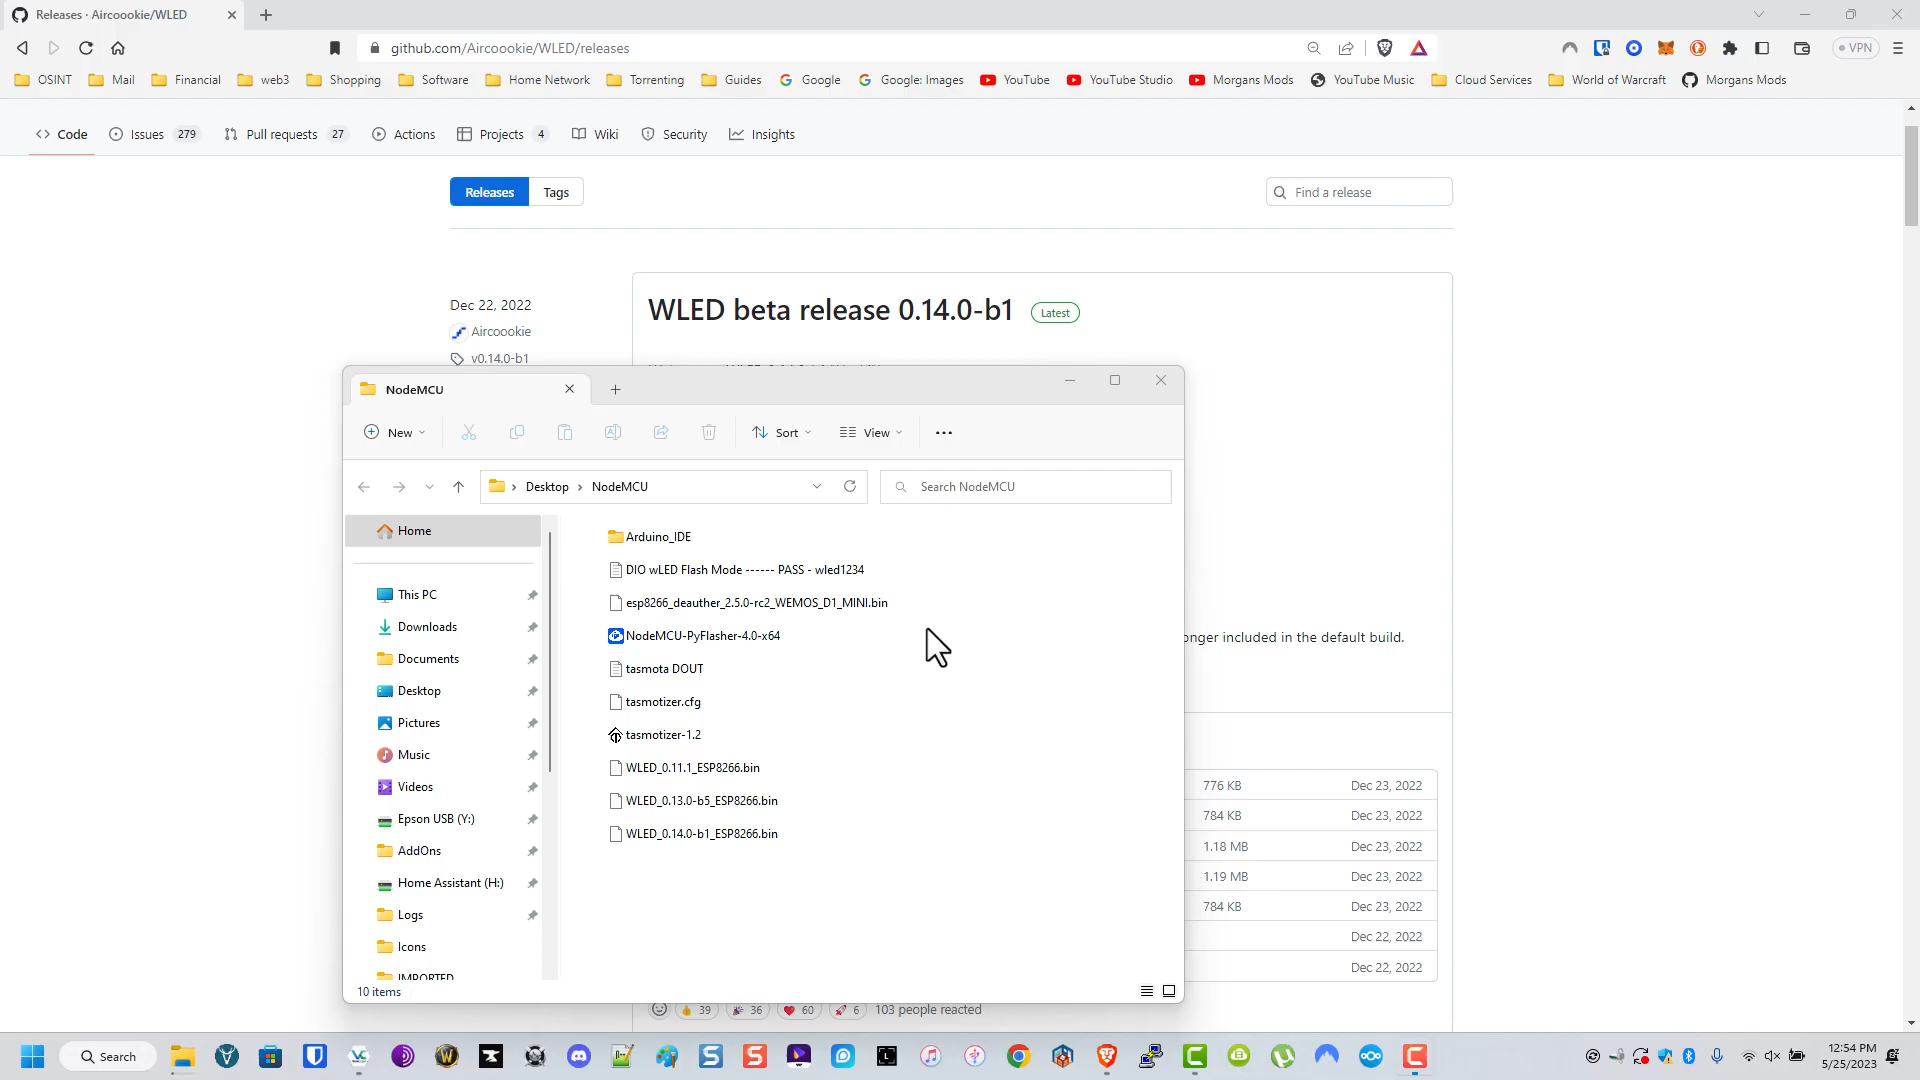 Releases · Aircoookie/WLED
github.com/Aircoookie/WLED/releases
VPN
OSINT Mail Financial web3 Shopping Software Home Network Torrenting Guides Google Google: Images YouTube YouTube Studio Morgans Mods YouTube Music Cloud Services World of Warcraft Morgans Mods
Code Issues 279 Pull requests 27 Actions Projects 4 Wiki Security Insights
Releases Tags
Find a release
Dec 22, 2022
Aircoookie
v0.14.0-b1
WLED beta release 0.14.0-b1 Latest
NodeMCU
New Sort View
Desktop › NodeMCU
Search NodeMCU
Home
This PC
Downloads
Documents
Desktop
Pictures
Music
Videos
Epson USB (Y:)
AddOns
Home Assistant (H:)
Logs
Icons
IMPORTED
Arduino_IDE
DIO wLED Flash Mode ------ PASS - wled1234
esp8266_deauther_2.5.0-rc2_WEMOS_D1_MINI.bin
NodeMCU-PyFlasher-4.0-x64
tasmota DOUT
tasmotizer.cfg
tasmotizer-1.2
WLED_0.11.1_ESP8266.bin
WLED_0.13.0-b5_ESP8266.bin
WLED_0.14.0-b1_ESP8266.bin
10 items
onger included in the default build.
776 KB Dec 23, 2022
784 KB Dec 23, 2022
1.18 MB Dec 23, 2022
1.19 MB Dec 23, 2022
784 KB Dec 23, 2022
Dec 22, 2022
Dec 22, 2022
39 36 60 6 103 people reacted
Search
12:54 PM
5/25/2023